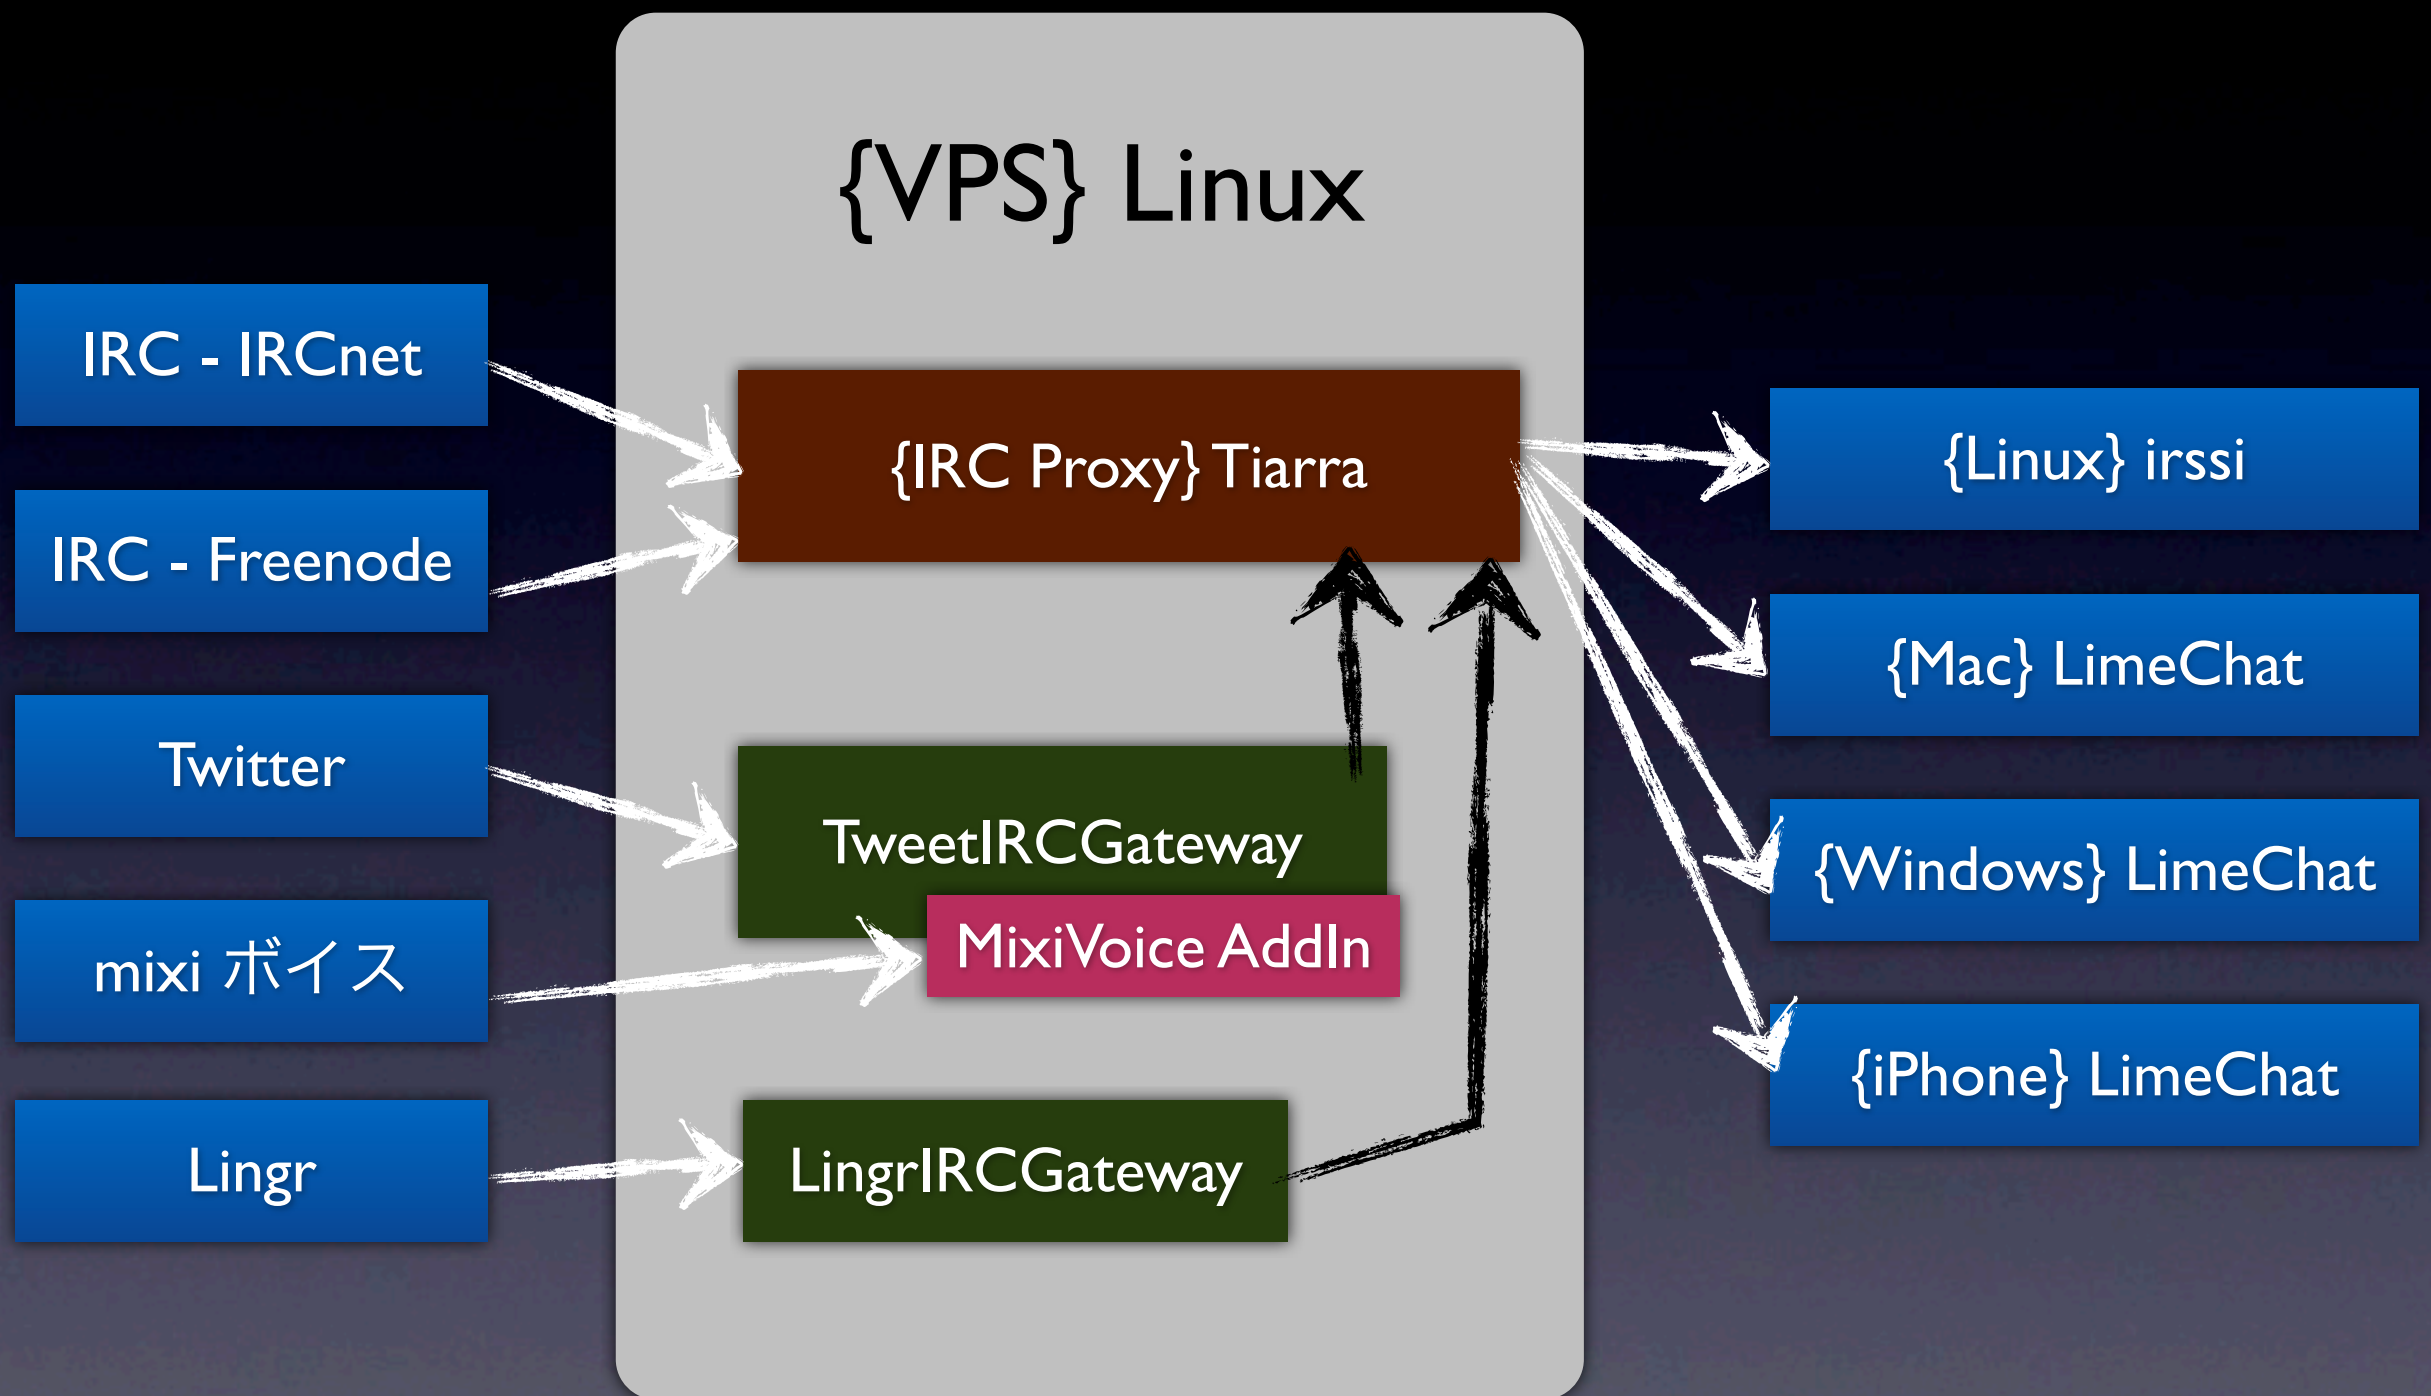 {VPS} Linux
IRC - IRCnet
IRC - Freenode
Twitter
mixi ボイス
Lingr
{IRC Proxy} Tiarra
TweetIRCGateway
MixiVoice AddIn
LingrIRCGateway
{Linux} irssi
{Mac} LimeChat
{Windows} LimeChat
{iPhone} LimeChat